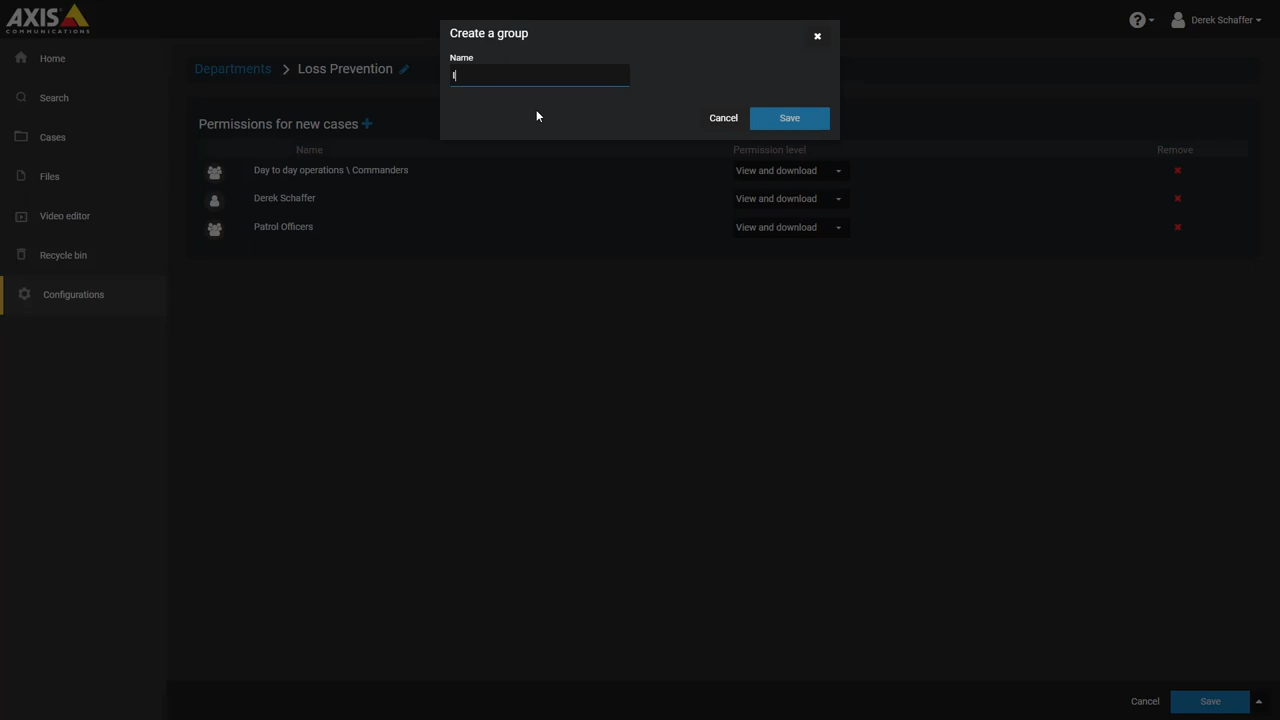 AXIS
COMMUNICATIONS
Derek Schaffer
Home
Search
Cases
Files
Video editor
Recycle bin
Configurations
Departments > Loss Prevention
Create a group
Name
I
Cancel
Save
Permissions for new cases
Name
Permission level
Remove
Day to day operations \ Commanders
View and download
Derek Schaffer
View and download
Patrol Officers
View and download
Cancel
Save